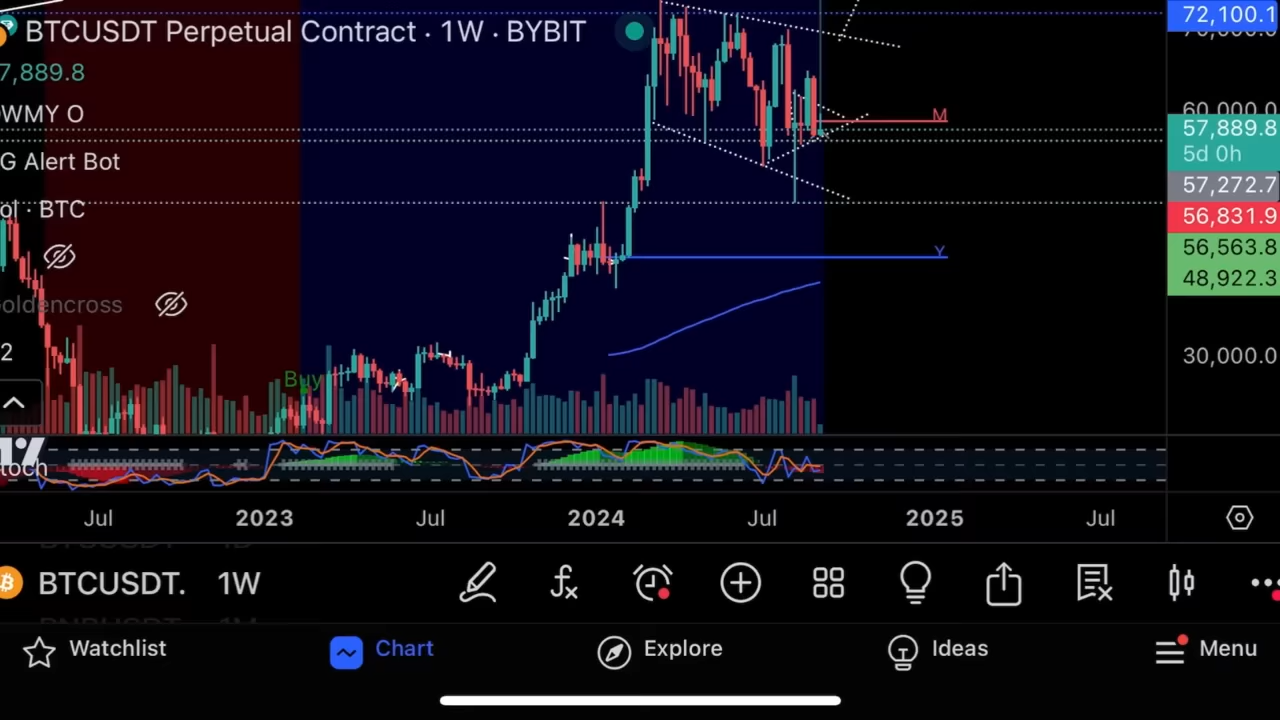 72,100.1
BTCUSDT Perpetual Contract · 1W · BYBIT
7,889.8
WMY O
M
60,000.0
57,889.8
5d 0h
G Alert Bot
57,272.7
ol · BTC
56,831.9
Y
56,563.8
48,922.3
oldencross
2
30,000.0
Buy
toch
Jul 2023 Jul 2024 Jul 2025 Jul
BTCUSDT. 1W
Watchlist Chart Explore Ideas Menu